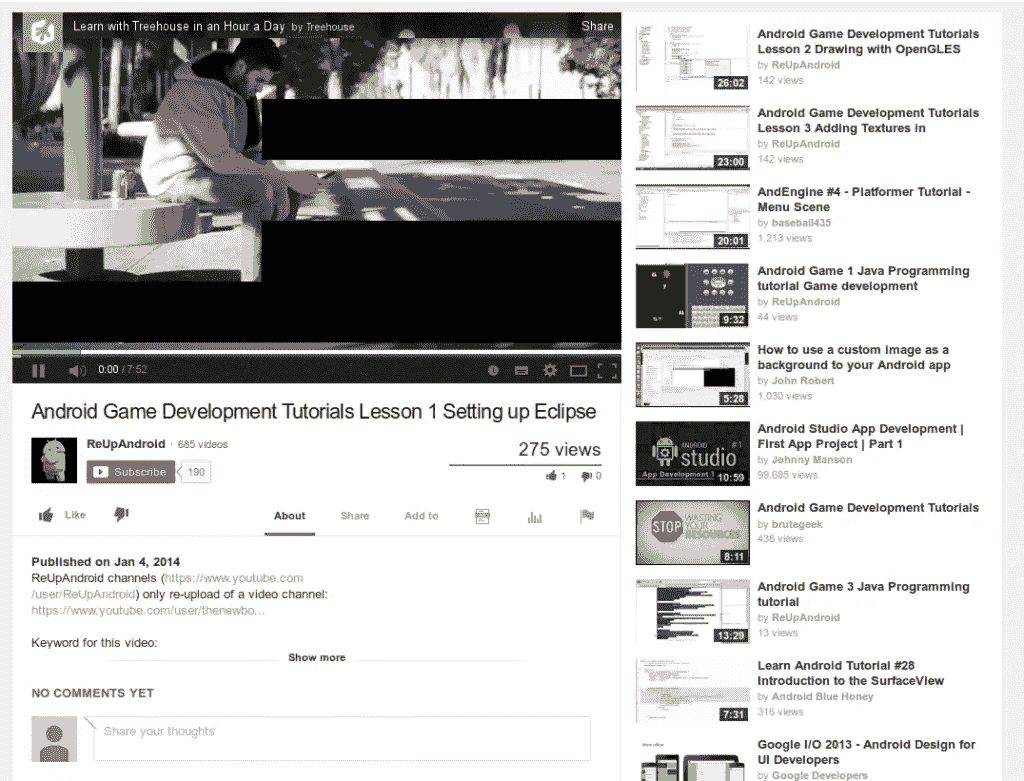 Learn with Treehouse in an Hour a Day by Treehouse
Share
0:00 / 7:52
Android Game Development Tutorials Lesson 1 Setting up Eclipse
ReUpAndroid · 685 videos
Subscribe 190
275 views
1 0
Like
About Share Add to
Published on Jan 4, 2014
ReUpAndroid channels (https://www.youtube.com
/user/ReUpAndroid) only re-upload of a video channel:
https://www.youtube.com/user/thenewbo...
Keyword for this video:
Show more
NO COMMENTS YET
Share your thoughts
26:02
Android Game Development Tutorials
Lesson 2 Drawing with OpenGLES
by ReUpAndroid
142 views
23:00
Android Game Development Tutorials
Lesson 3 Adding Textures in
by ReUpAndroid
142 views
20:01
AndEngine #4 - Platformer Tutorial -
Menu Scene
by baseball435
1,213 views
9:32
Android Game 1 Java Programming
tutorial Game development
by ReUpAndroid
44 views
5:28
How to use a custom image as a
background to your Android app
by John Robert
1,030 views
ANDROID #1
studio
App Development 1 10:59
Android Studio App Development |
First App Project | Part 1
by Johnny Manson
99,685 views
STOP WASTING
YOUR
RESOURCES
8:11
Android Game Development Tutorials
by brutegeek
438 views
13:29
Android Game 3 Java Programming
tutorial
by ReUpAndroid
13 views
7:31
Learn Android Tutorial #28
Introduction to the SurfaceView
by Android Blue Honey
316 views
Google I/O 2013 - Android Design for
UI Developers
by Google Developers